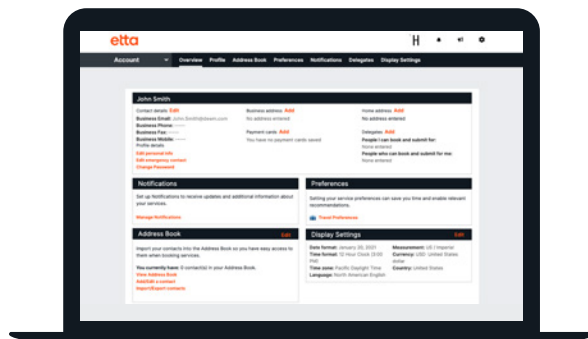 etta
H
Account
Overview Profile Address Book Preferences Notifications Delegates Display Settings
John Smith
Contact details Edit
Business Email: John.Smith@deem.com
Business Phone: -----
Business Fax: -----
Business Mobile: -----
Profile details
Edit personal info
Edit emergency contact
Change Password
Business address Add
No address entered
Payment cards Add
You have no payment cards saved
Home address Add
No address entered
Delegates Add
People I can book and submit for:
None entered
People who can book and submit for me:
None entered
Notifications
Set up Notifications to receive updates and additional information about
your services.
Manage Notifications
Preferences
Setting your service preferences can save you time and enable relevant
recommendations.
Travel Preferences
Address Book Edit
Import your contacts into the Address Book so you have easy access to
them when booking services.
You currently have: 0 contact(s) in your Address Book.
View Address Book
Add/Edit a contact
Import/Export contacts
Display Settings Edit
Date format: January 30, 2021
Time format: 12 Hour Clock (3:00
PM)
Time zone: Pacific Daylight Time
Language: North American English
Measurement: US / Imperial
Currency: USD United States
dollar
Country: United States